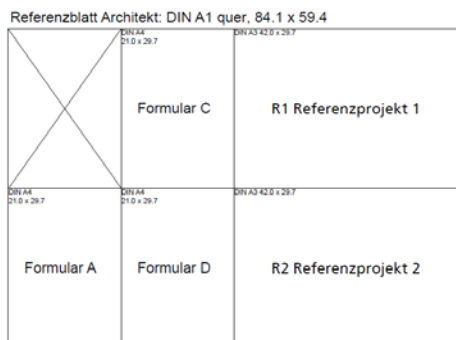 Referenzblatt Architekt: DIN A1 quer, 84.1 x 59.4
DIN A4
21.0 x 29.7
DIN A3 42.0 x 29.7
Formular C
R1 Referenzprojekt 1
DIN A4
21.0 x 29.7
DIN A4
21.0 x 29.7
DIN A3 42.0 x 29.7
Formular A
Formular D
R2 Referenzprojekt 2